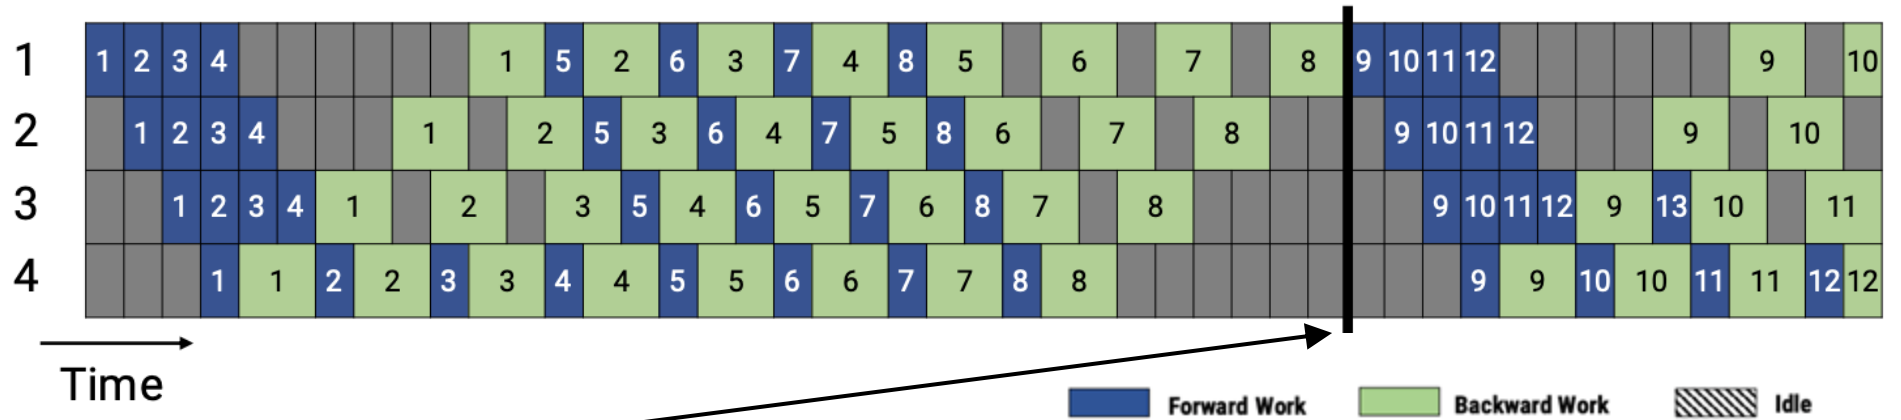 1 1 2 3 4 1 5 2 6 3 7 4 8 5 6 7 8 9 10 11 12 9 10
2 1 2 3 4 1 2 5 3 6 4 7 5 8 6 7 8 9 10 11 12 9 10
3 1 2 3 4 1 2 3 5 4 6 5 7 6 8 7 8 9 10 11 12 9 13 10 11
4 1 1 2 2 3 3 4 4 5 5 6 6 7 7 8 8 9 9 10 10 11 11 12 12
Time
Forward Work Backward Work Idle